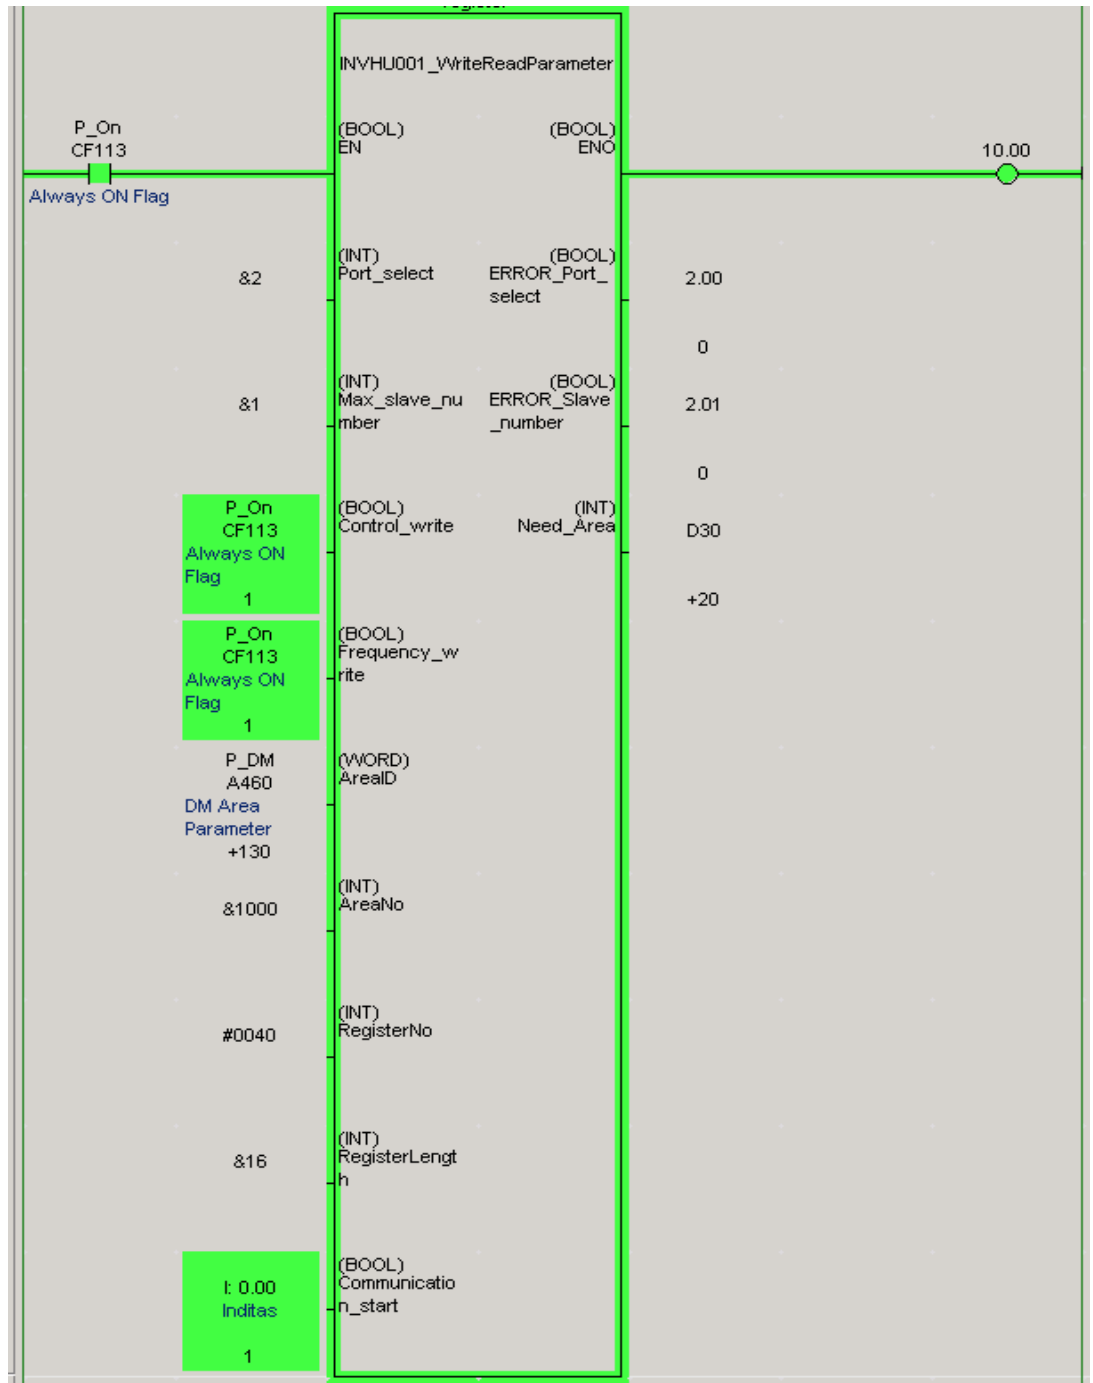 INVHU001_WriteReadParameter
P_On
CF113
Always ON Flag
(BOOL)
EN
(BOOL)
ENO
10.00
&2
(INT)
Port_select
(BOOL)
ERROR_Port_
select
2.00
0
&1
(INT)
Max_slave_nu
mber
(BOOL)
ERROR_Slave
_number
2.01
0
P_On
CF113
Always ON
Flag
1
(BOOL)
Control_write
(INT)
Need_Area
D30
+20
P_On
CF113
Always ON
Flag
1
(BOOL)
Frequency_w
rite
P_DM
A460
DM Area
Parameter
+130
(WORD)
AreaID
&1000
(INT)
AreaNo
#0040
(INT)
RegisterNo
&16
(INT)
RegisterLengt
h
I: 0.00
Inditas
1
(BOOL)
Communicatio
n_start